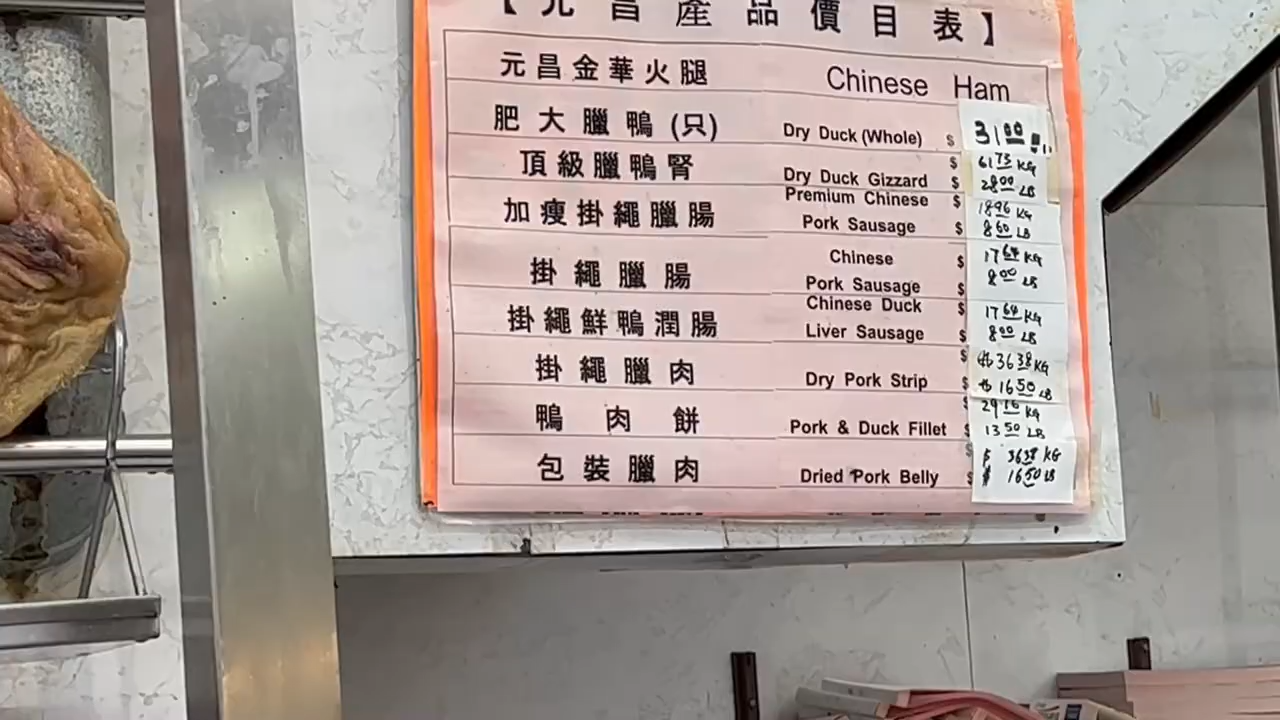 【元昌產品價目表】
元昌金華火腿 Chinese Ham
肥大臘鴨(只) Dry Duck (Whole) $ 31.00
頂級臘鴨腎 Dry Duck Gizzard $ 61.73 KG
$ 28.00 LB
加瘦掛繩臘腸 Premium Chinese Pork Sausage $ 18.96 KG
8.60 LB
掛繩臘腸 Chinese Pork Sausage $ 17.64 KG
8.00 LB
掛繩鮮鴨潤腸 Chinese Duck Liver Sausage $ 17.64 KG
8.00 LB
掛繩臘肉 Dry Pork Strip $ 36.38 KG
$ 16.50 LB
鴨肉餅 Pork & Duck Fillet $ 29.76 KG
13.50 LB
包裝臘肉 Dried Pork Belly $ 36.38 KG
$ 16.50 LB